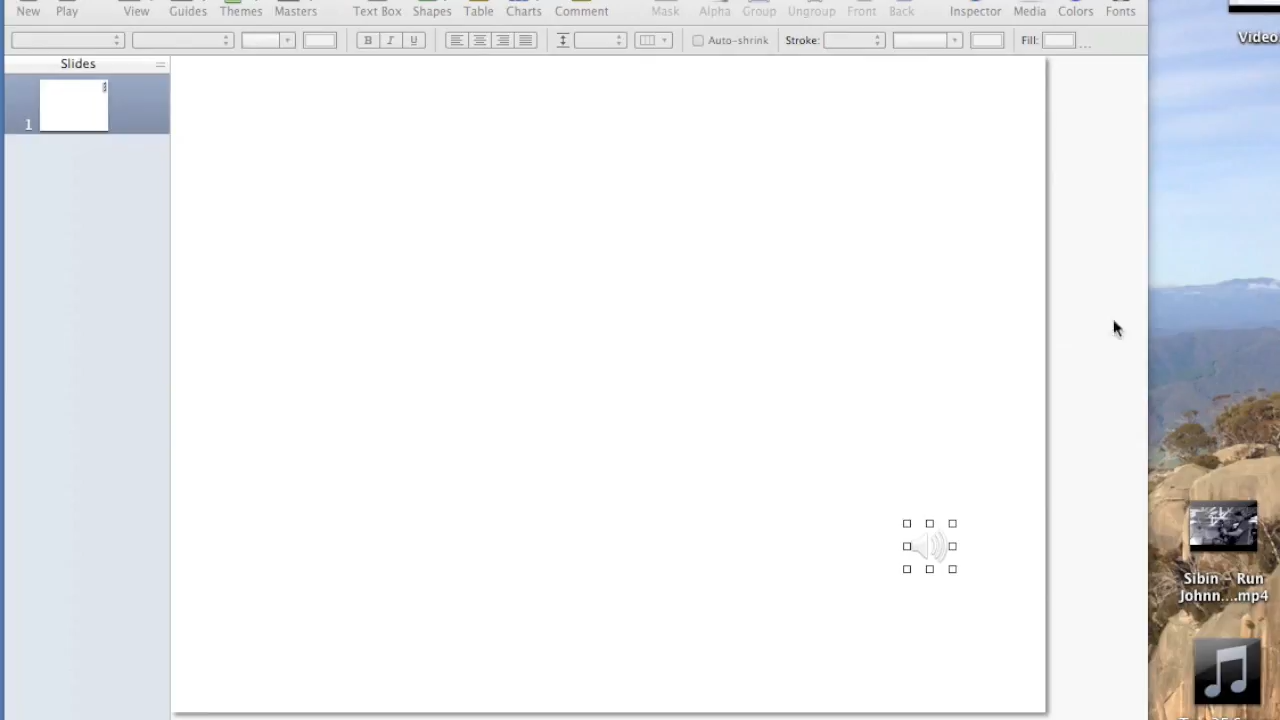 New Play View Guides Themes Masters Text Box Shapes Table Charts Comment Mask Alpha Group Ungroup Front Back Inspector Media Colors Fonts
B I U Auto-shrink Stroke: Fill: ...
Slides
1
Video
Sibin – Run
Johnn...​.mp4